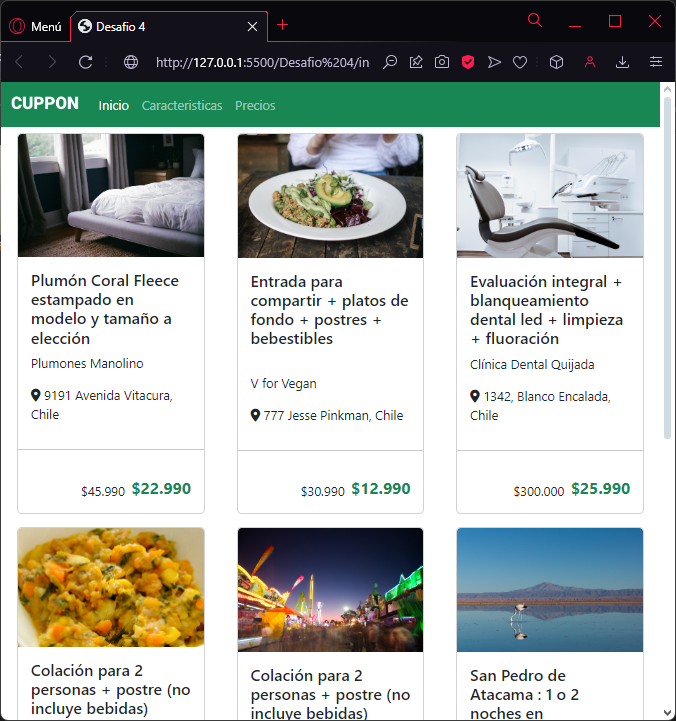 Menú
Desafio 4
http://127.0.0.1:5500/Desafio%204/in
CUPPON
Inicio
Caracteristicas
Precios
Plumón Coral Fleece
estampado en
modelo y tamaño a
elección
Plumones Manolino
9191 Avenida Vitacura,
Chile
$45.990 $22.990
Entrada para
compartir + platos de
fondo + postres +
bebestibles
V for Vegan
777 Jesse Pinkman, Chile
$30.990 $12.990
Evaluación integral +
blanqueamiento
dental led + limpieza
+ fluoración
Clínica Dental Quijada
1342, Blanco Encalada,
Chile
$300.000 $25.990
Colación para 2
personas + postre (no
incluye bebidas)
Colación para 2
personas + postre (no
incluye bebidas)
San Pedro de
Atacama : 1 o 2
noches en